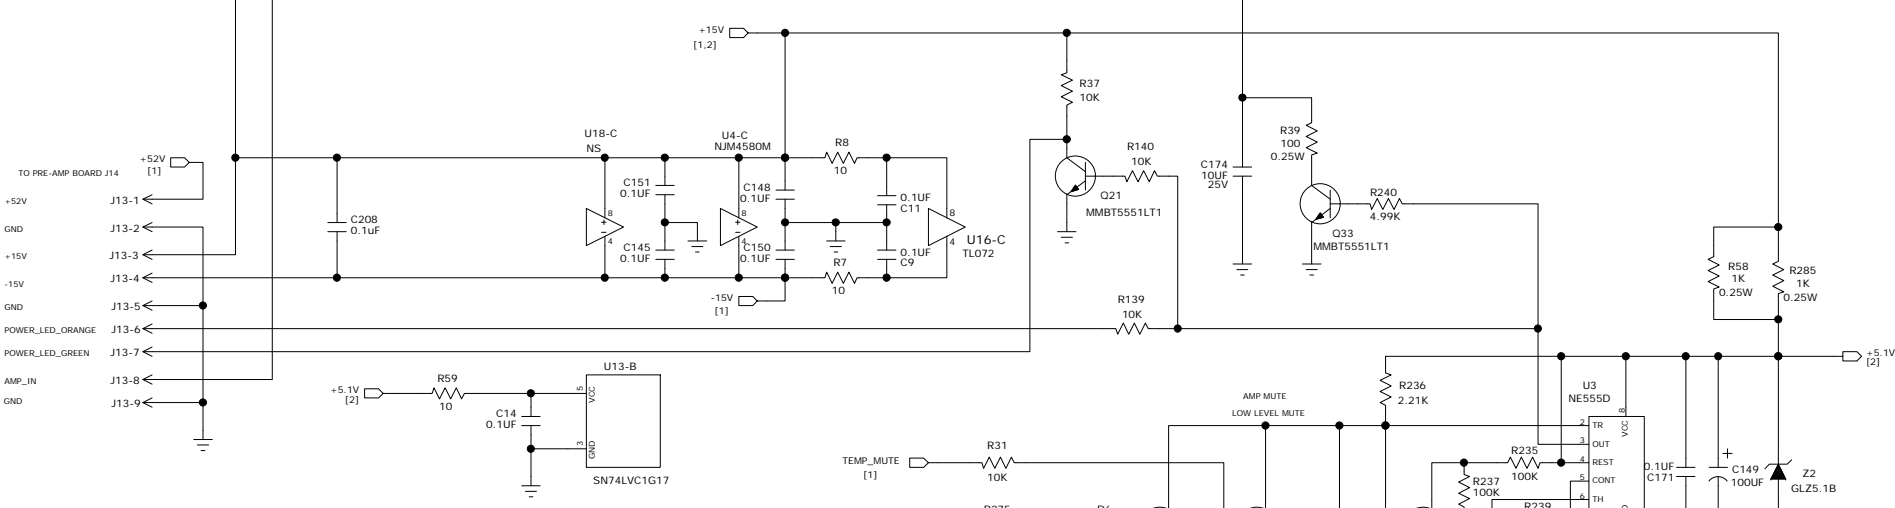 +15V
[1,2]
R37
10K
U18-C
NS
U4-C
NJM4580M
R8
10
R140
10K
R39
100
0.25W
C174
10UF
25V
+52V
[1]
TO PRE-AMP BOARD J14
+52V
J13-1
GND
J13-2
+15V
J13-3
-15V
J13-4
GND
J13-5
POWER_LED_ORANGE
J13-6
POWER_LED_GREEN
J13-7
AMP_IN
J13-8
GND
J13-9
C208
0.1uF
C151
0.1UF
C148
0.1UF
0.1UF
C11
8
+
-
4
8
+
-
4
8
4
C145
0.1UF
C150
0.1UF
0.1UF
C9
U16-C
TL072
R7
10
-15V
[1]
Q21
MMBT5551LT1
R240
4.99K
Q33
MMBT5551LT1
R139
10K
R58
1K
0.25W
R285
1K
0.25W
+5.1V
[2]
+5.1V
[2]
R59
10
C14
0.1UF
U13-B
5
VCC
3
GND
SN74LVC1G17
AMP MUTE
LOW LEVEL MUTE
R236
2.21K
U3
NE555D
8
VCC
2
TR
3
OUT
4
REST
5
CONT
6
TH
TEMP_MUTE
[1]
R31
10K
R235
100K
R237
100K
R239
0.1UF
C171
+
C149
100UF
Z2
GLZ5.1B